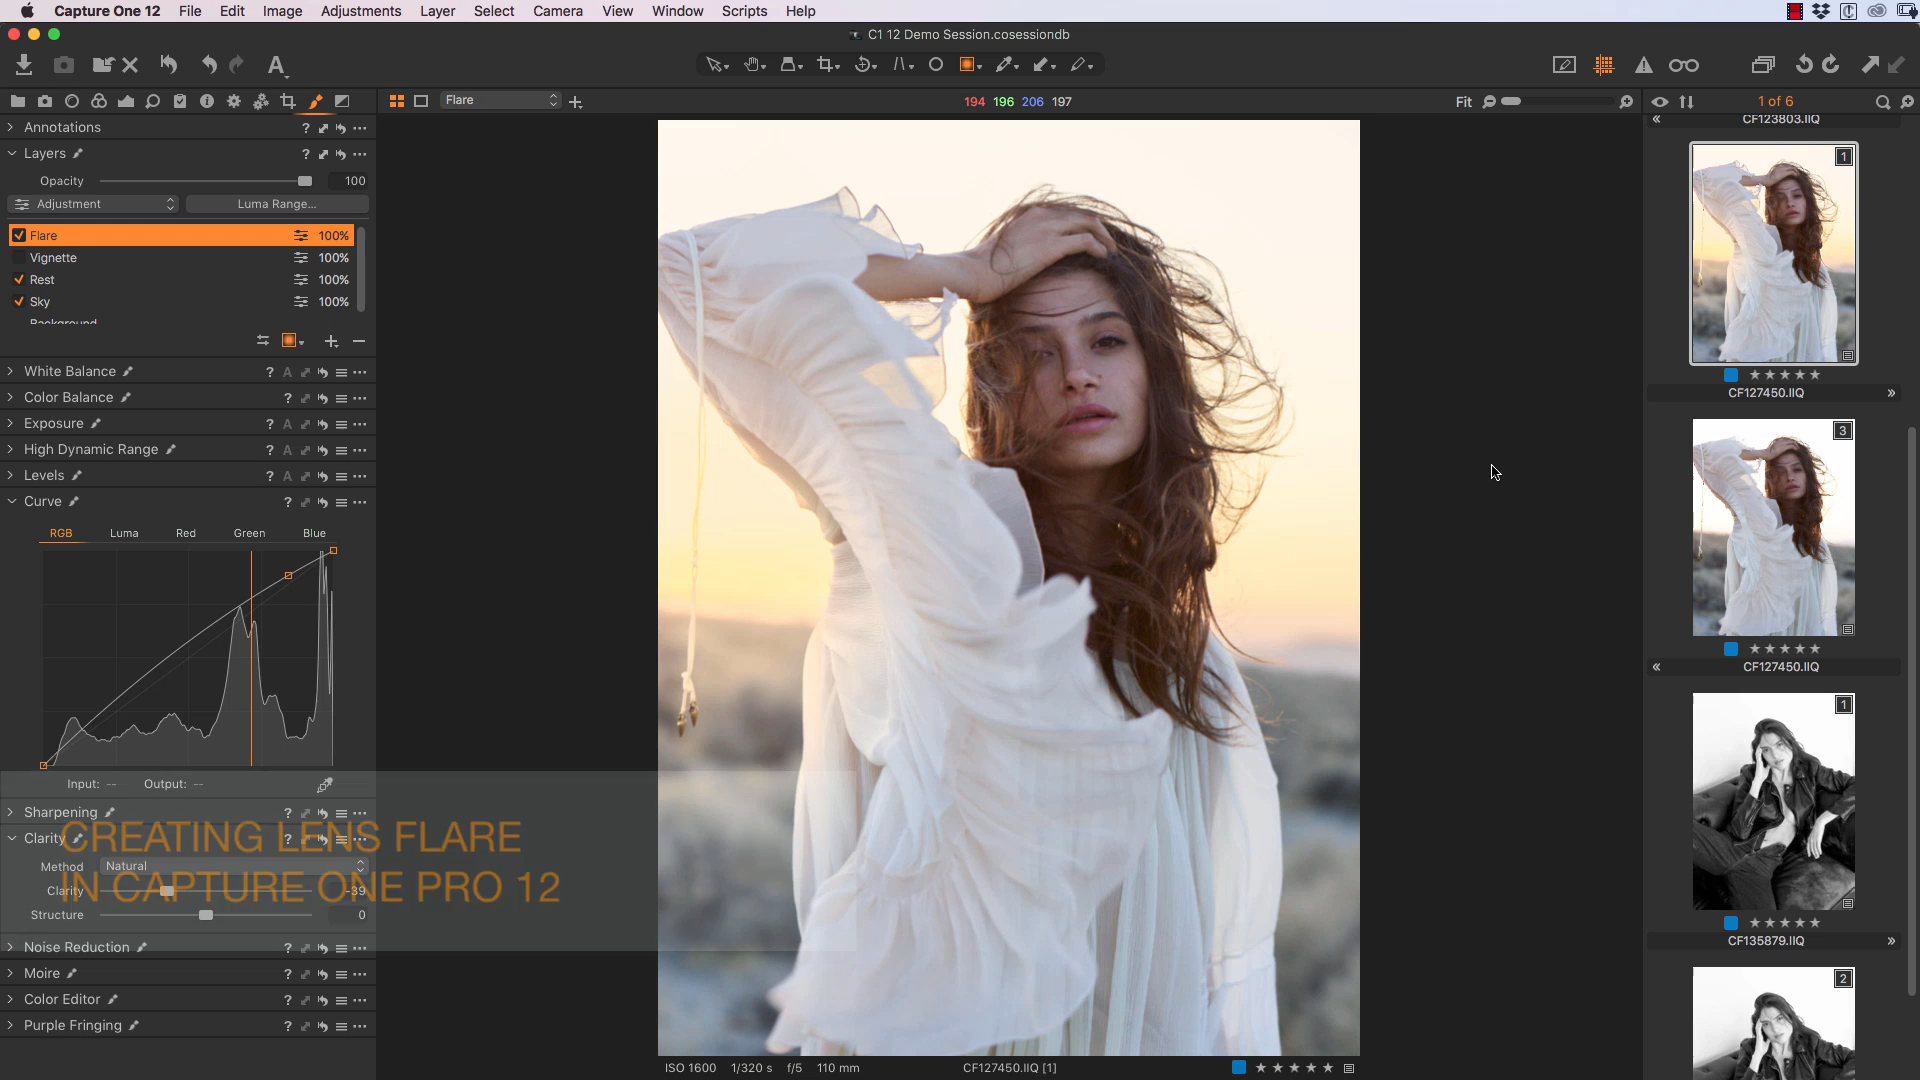 Capture One 12 File Edit Image Adjustments Layer Select Camera View Window Scripts Help
C1 12 Demo Session.cosessiondb
Flare
194 196 206 197
Fit
1 of 6
Annotations
Layers
Opacity 100
Adjustment Luma Range...
Flare 100%
Vignette 100%
Rest 100%
Sky 100%
Background
White Balance
Color Balance
Exposure
High Dynamic Range
Levels
Curve
RGB Luma Red Green Blue
Input: -- Output: --
Sharpening
Clarity
Method Natural
Clarity -39
Structure 0
CREATING LENS FLARE
IN CAPTURE ONE PRO 12
Noise Reduction
Moire
Color Editor
Purple Fringing
ISO 1600 1/320 s f/5 110 mm
CF127450.IIQ [1]
CF123803.IIQ
1
CF127450.IIQ
3
CF127450.IIQ
1
CF135879.IIQ
2